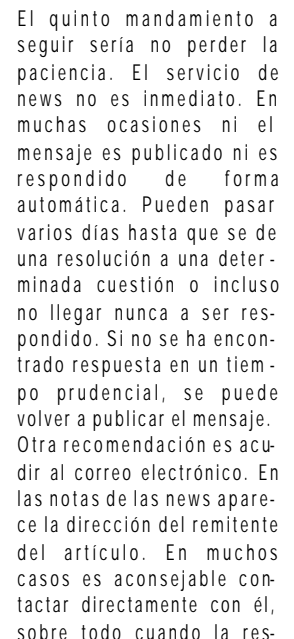 El quinto mandamiento a
seguir sería no perder la
paciencia. El servicio de
news no es inmediato. En
muchas ocasiones ni el
mensaje es publicado ni es
respondido de forma
automática. Pueden pasar
varios días hasta que se de
una resolución a una deter-
minada cuestión o incluso
no llegar nunca a ser res-
pondido. Si no se ha encon-
trado respuesta en un tiem-
po prudencial, se puede
volver a publicar el mensaje.
Otra recomendación es acu-
dir al correo electrónico. En
las notas de las news apare-
ce la dirección del remitente
del artículo. En muchos
casos es aconsejable con-
tactar directamente con él,
sobre todo cuando la res-